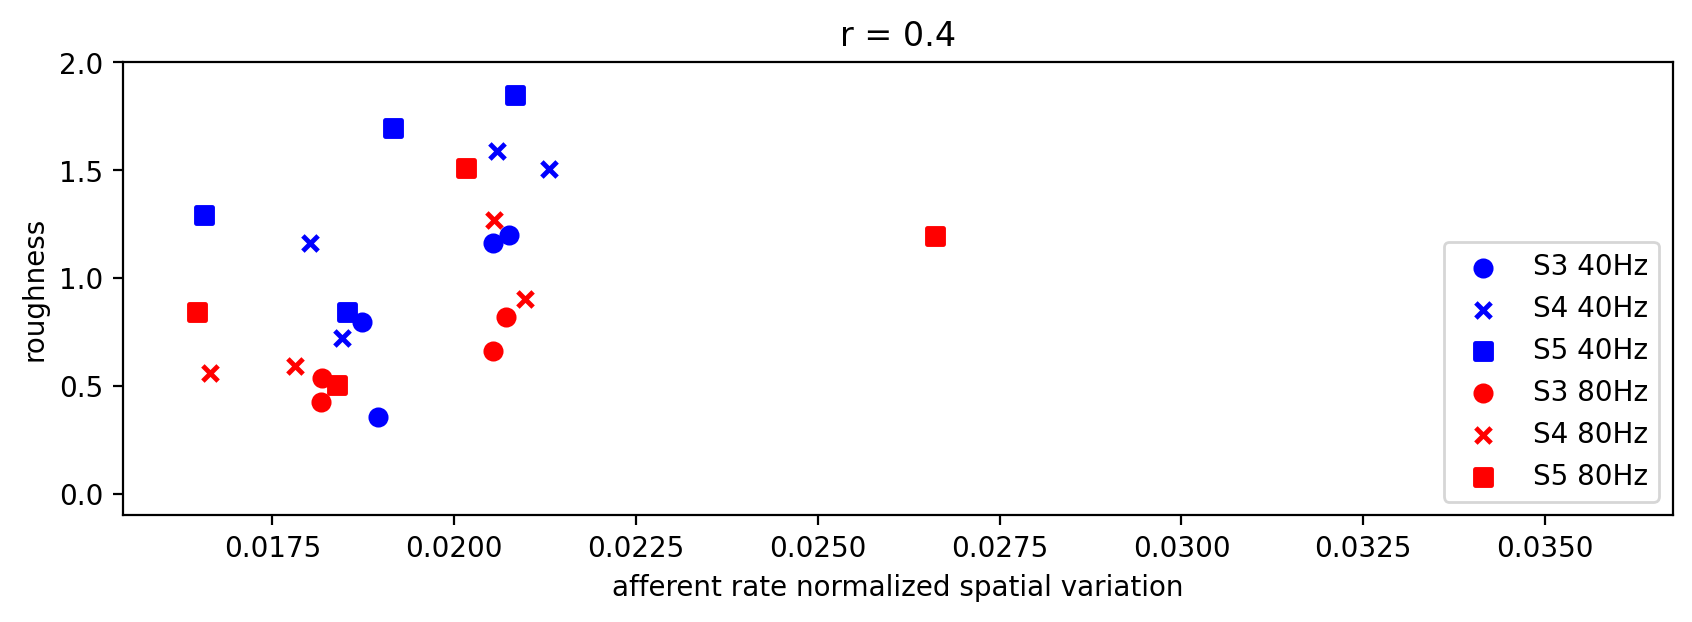 r = 0.4
2.0
1.5
1.0
0.5
0.0
roughness
0.0175 0.0200 0.0225 0.0250 0.0275 0.0300 0.0325 0.0350
afferent rate normalized spatial variation
S3 40Hz
S4 40Hz
S5 40Hz
S3 80Hz
S4 80Hz
S5 80Hz